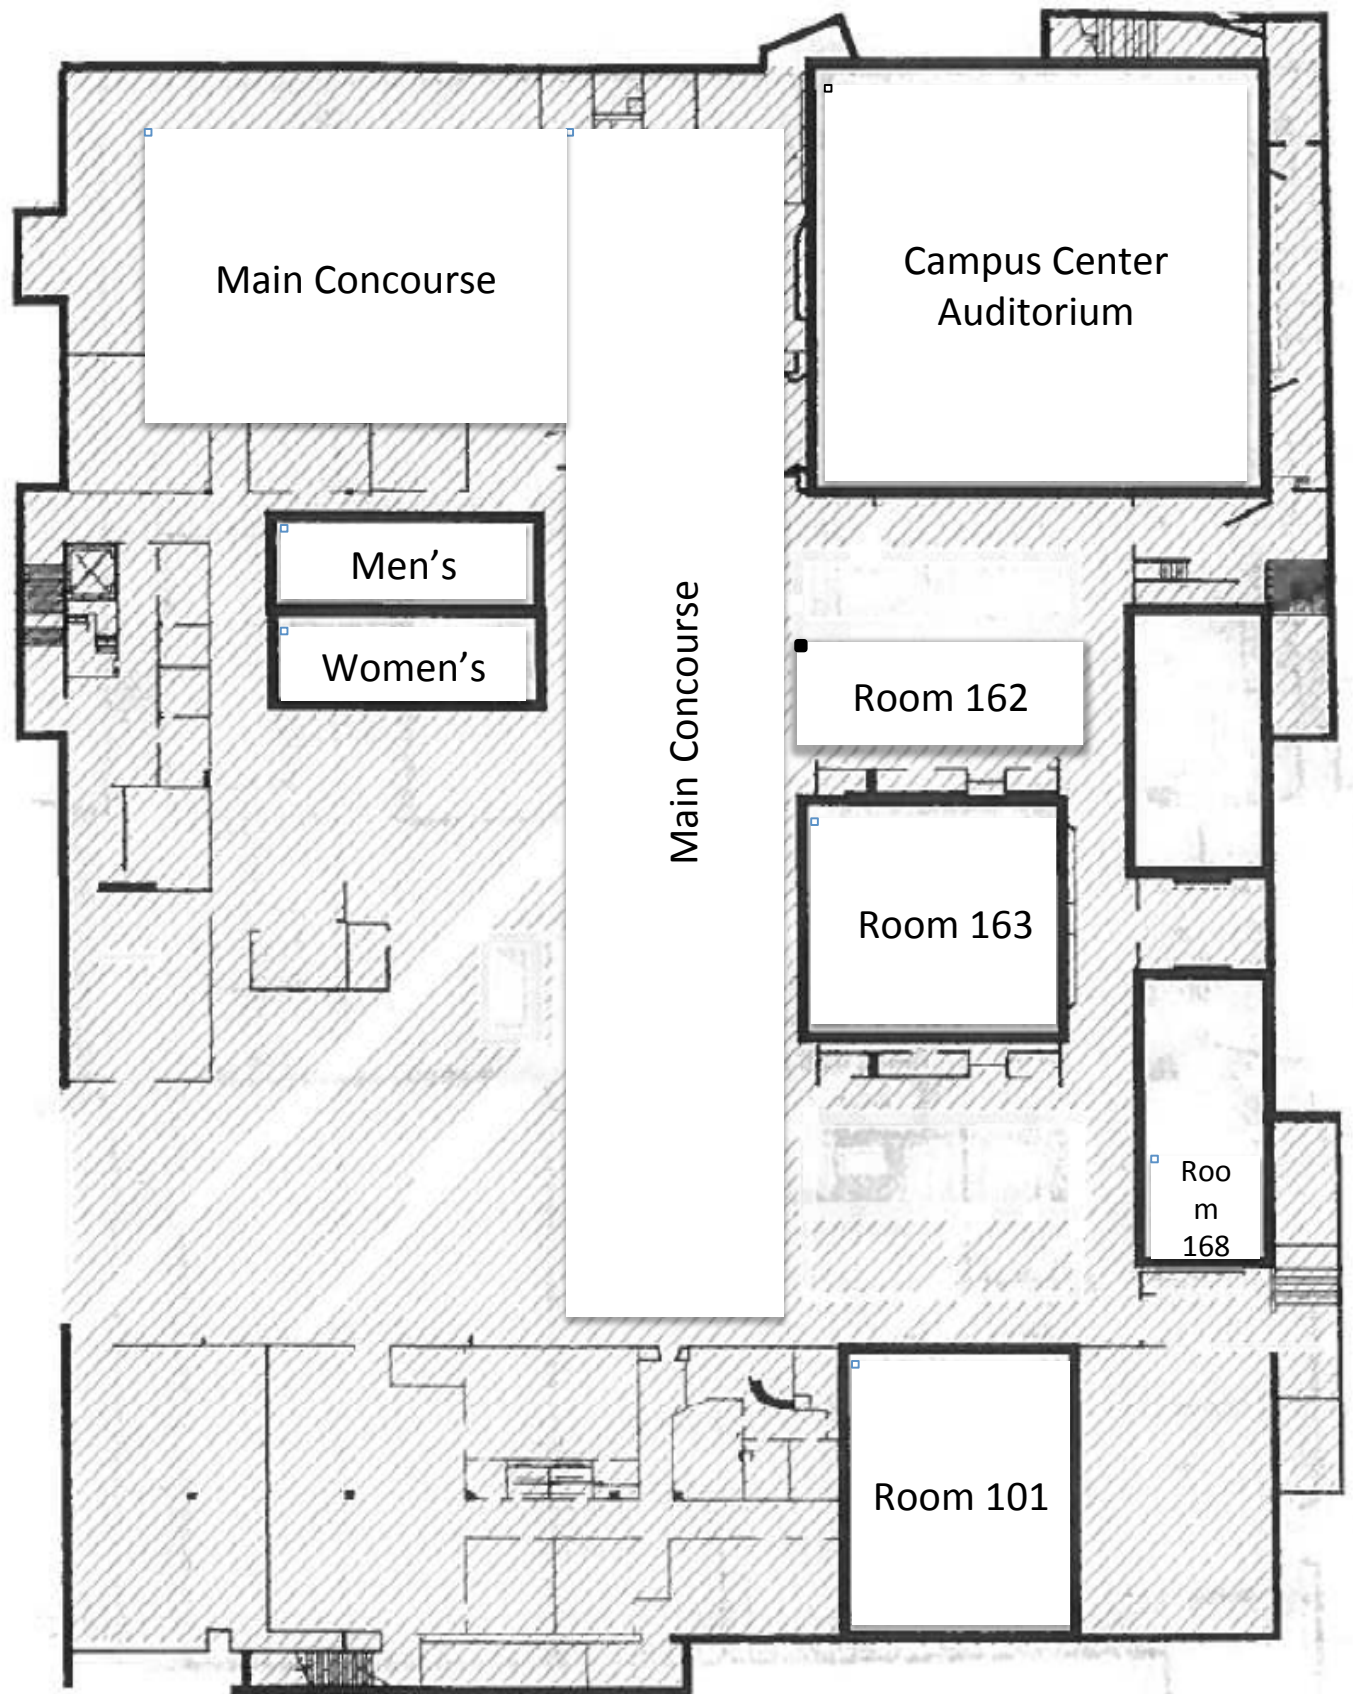 Main Concourse
Campus Center
Auditorium
Men’s
Women’s
Main Concourse
Room 162
Room 163
Roo
m
168
Room 101